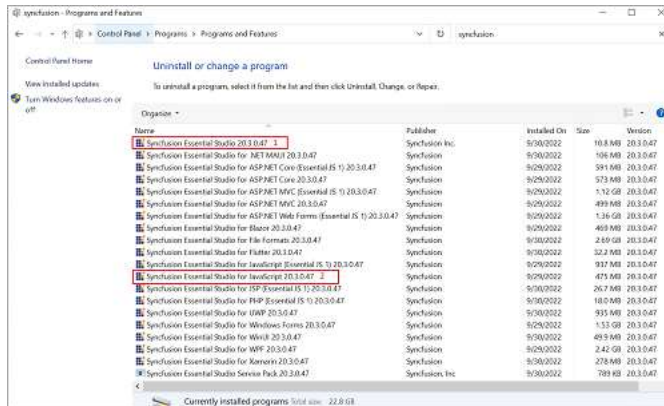 syncfusion - Programs and Features
Control Panel > Programs > Programs and Features
syncfusion
Control Panel Home
View installed updates
Turn Windows features on or off
Uninstall or change a program
To uninstall a program, select it from the list and then click Uninstall, Change, or Repair.
Organize
Name Publisher Installed On Size Version
Syncfusion Essential Studio 20.3.0.47 1 Syncfusion Inc. 9/30/2022 10.8 MB 20.3.0.47
Syncfusion Essential Studio for .NET MAUI 20.3.0.47 Syncfusion 9/30/2022 106 MB 20.3.0.47
Syncfusion Essential Studio for ASP.NET Core (Essential JS 1) 20.3.0.47 Syncfusion 9/29/2022 591 MB 20.3.0.47
Syncfusion Essential Studio for ASP.NET Core 20.3.0.47 Syncfusion 9/29/2022 573 MB 20.3.0.47
Syncfusion Essential Studio for ASP.NET MVC (Essential JS 1) 20.3.0.47 Syncfusion 9/29/2022 1.12 GB 20.3.0.47
Syncfusion Essential Studio for ASP.NET MVC 20.3.0.47 Syncfusion 9/29/2022 499 MB 20.3.0.47
Syncfusion Essential Studio for ASP.NET Web Forms (Essential JS 1) 20.3.0.47 Syncfusion 9/29/2022 1.36 GB 20.3.0.47
Syncfusion Essential Studio for Blazor 20.3.0.47 Syncfusion 9/29/2022 469 MB 20.3.0.47
Syncfusion Essential Studio for File Formats 20.3.0.47 Syncfusion 9/30/2022 2.69 GB 20.3.0.47
Syncfusion Essential Studio for Flutter 20.3.0.47 Syncfusion 9/30/2022 32.2 MB 20.3.0.47
Syncfusion Essential Studio for JavaScript (Essential JS 1) 20.3.0.47 Syncfusion 9/29/2022 937 MB 20.3.0.47
Syncfusion Essential Studio for JavaScript 20.3.0.47 2 Syncfusion 9/29/2022 475 MB 20.3.0.47
Syncfusion Essential Studio for JSP (Essential JS 1) 20.3.0.47 Syncfusion 9/30/2022 26.7 MB 20.3.0.47
Syncfusion Essential Studio for PHP (Essential JS 1) 20.3.0.47 Syncfusion 9/30/2022 18.0 MB 20.3.0.47
Syncfusion Essential Studio for UWP 20.3.0.47 Syncfusion 9/30/2022 935 MB 20.3.0.47
Syncfusion Essential Studio for Windows Forms 20.3.0.47 Syncfusion 9/29/2022 1.53 GB 20.3.0.47
Syncfusion Essential Studio for WinUI 20.3.0.47 Syncfusion 9/30/2022 49.9 MB 20.3.0.47
Syncfusion Essential Studio for WPF 20.3.0.47 Syncfusion 9/29/2022 2.42 GB 20.3.0.47
Syncfusion Essential Studio for Xamarin 20.3.0.47 Syncfusion 9/30/2022 278 MB 20.3.0.47
Syncfusion Essential Studio Service Pack 20.3.0.47 Syncfusion, Inc 9/30/2022 789 KB 20.3.0.47
Currently installed programs Total size: 22.8 GB